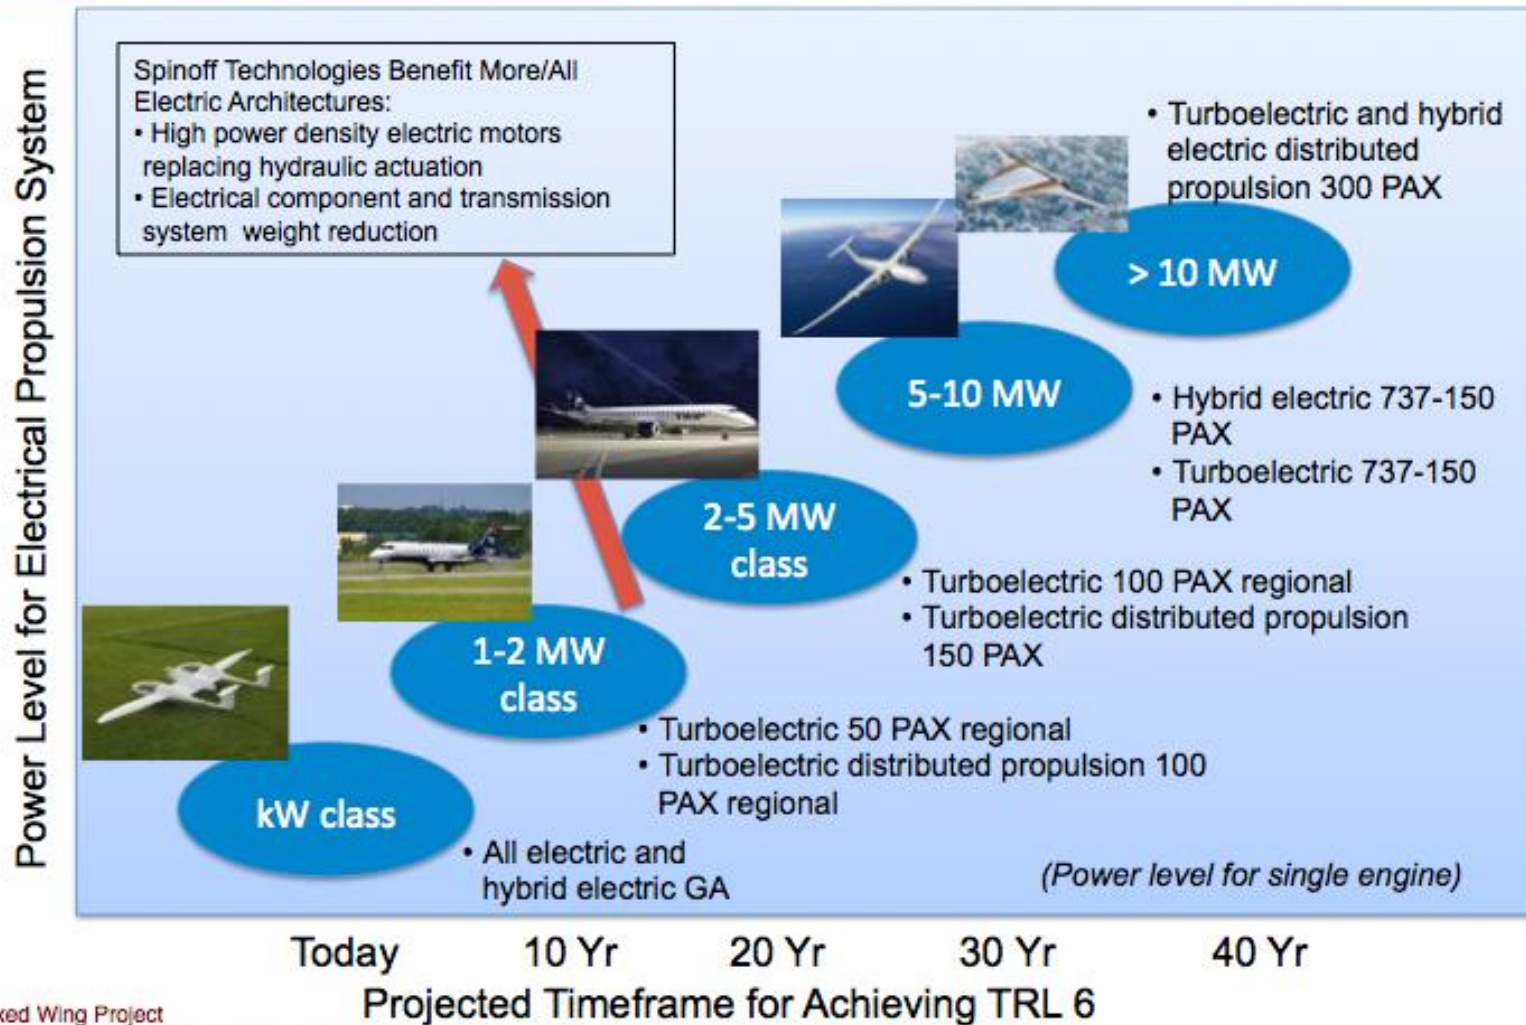 Power Level for Electrical Propulsion System
Spinoff Technologies Benefit More/All
Electric Architectures:
• High power density electric motors
replacing hydraulic actuation
• Electrical component and transmission
system weight reduction
• Turboelectric and hybrid
electric distributed
propulsion 300 PAX
> 10 MW
5-10 MW
• Hybrid electric 737-150
PAX
• Turboelectric 737-150
PAX
2-5 MW
class
• Turboelectric 100 PAX regional
• Turboelectric distributed propulsion
150 PAX
1-2 MW
class
• Turboelectric 50 PAX regional
• Turboelectric distributed propulsion 100
PAX regional
kW class
• All electric and
hybrid electric GA
(Power level for single engine)
Today 10 Yr 20 Yr 30 Yr 40 Yr
Projected Timeframe for Achieving TRL 6
xed Wing Project